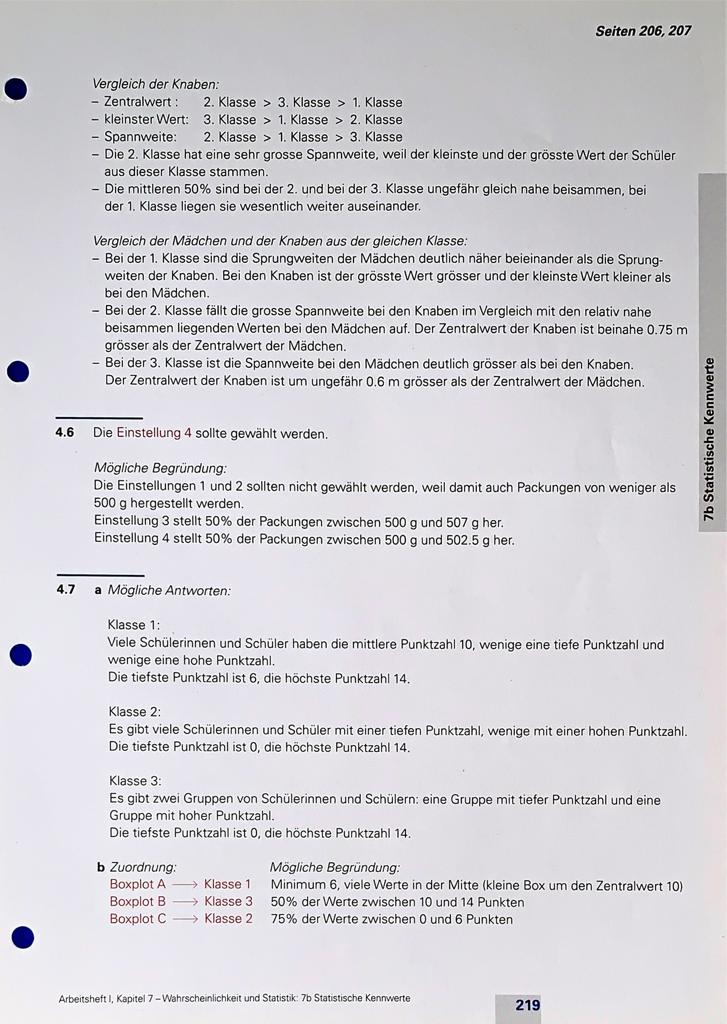 Seiten 206, 207
Vergleich der Knaben:
– Zentralwert : 2. Klasse > 3. Klasse > 1. Klasse
– kleinster Wert: 3. Klasse > 1. Klasse > 2. Klasse
– Spannweite: 2. Klasse > 1. Klasse > 3. Klasse
– Die 2. Klasse hat eine sehr grosse Spannweite, weil der kleinste und der grösste Wert der Schüler
aus dieser Klasse stammen.
– Die mittleren 50% sind bei der 2. und bei der 3. Klasse ungefähr gleich nahe beisammen, bei
der 1. Klasse liegen sie wesentlich weiter auseinander.
Vergleich der Mädchen und der Knaben aus der gleichen Klasse:
– Bei der 1. Klasse sind die Sprungweiten der Mädchen deutlich näher beieinander als die Sprung-
weiten der Knaben. Bei den Knaben ist der grösste Wert grösser und der kleinste Wert kleiner als
bei den Mädchen.
– Bei der 2. Klasse fällt die grosse Spannweite bei den Knaben im Vergleich mit den relativ nahe
beisammen liegenden Werten bei den Mädchen auf. Der Zentralwert der Knaben ist beinahe 0.75 m
grösser als der Zentralwert der Mädchen.
– Bei der 3. Klasse ist die Spannweite bei den Mädchen deutlich grösser als bei den Knaben.
Der Zentralwert der Knaben ist um ungefähr 0.6 m grösser als der Zentralwert der Mädchen.
7b Statistische Kennwerte
4.6 Die Einstellung 4 sollte gewählt werden.
Mögliche Begründung:
Die Einstellungen 1 und 2 sollten nicht gewählt werden, weil damit auch Packungen von weniger als
500 g hergestellt werden.
Einstellung 3 stellt 50% der Packungen zwischen 500 g und 507 g her.
Einstellung 4 stellt 50% der Packungen zwischen 500 g und 502.5 g her.
4.7 a Mögliche Antworten:
Klasse 1:
Viele Schülerinnen und Schüler haben die mittlere Punktzahl 10, wenige eine tiefe Punktzahl und
wenige eine hohe Punktzahl.
Die tiefste Punktzahl ist 6, die höchste Punktzahl 14.
Klasse 2:
Es gibt viele Schülerinnen und Schüler mit einer tiefen Punktzahl, wenige mit einer hohen Punktzahl.
Die tiefste Punktzahl ist 0, die höchste Punktzahl 14.
Klasse 3:
Es gibt zwei Gruppen von Schülerinnen und Schülern: eine Gruppe mit tiefer Punktzahl und eine
Gruppe mit hoher Punktzahl.
Die tiefste Punktzahl ist 0, die höchste Punktzahl 14.
b Zuordnung: Mögliche Begründung:
Boxplot A → Klasse 1 Minimum 6, viele Werte in der Mitte (kleine Box um den Zentralwert 10)
Boxplot B → Klasse 3 50% der Werte zwischen 10 und 14 Punkten
Boxplot C → Klasse 2 75% der Werte zwischen 0 und 6 Punkten
Arbeitsheft I, Kapitel 7 – Wahrscheinlichkeit und Statistik: 7b Statistische Kennwerte
219